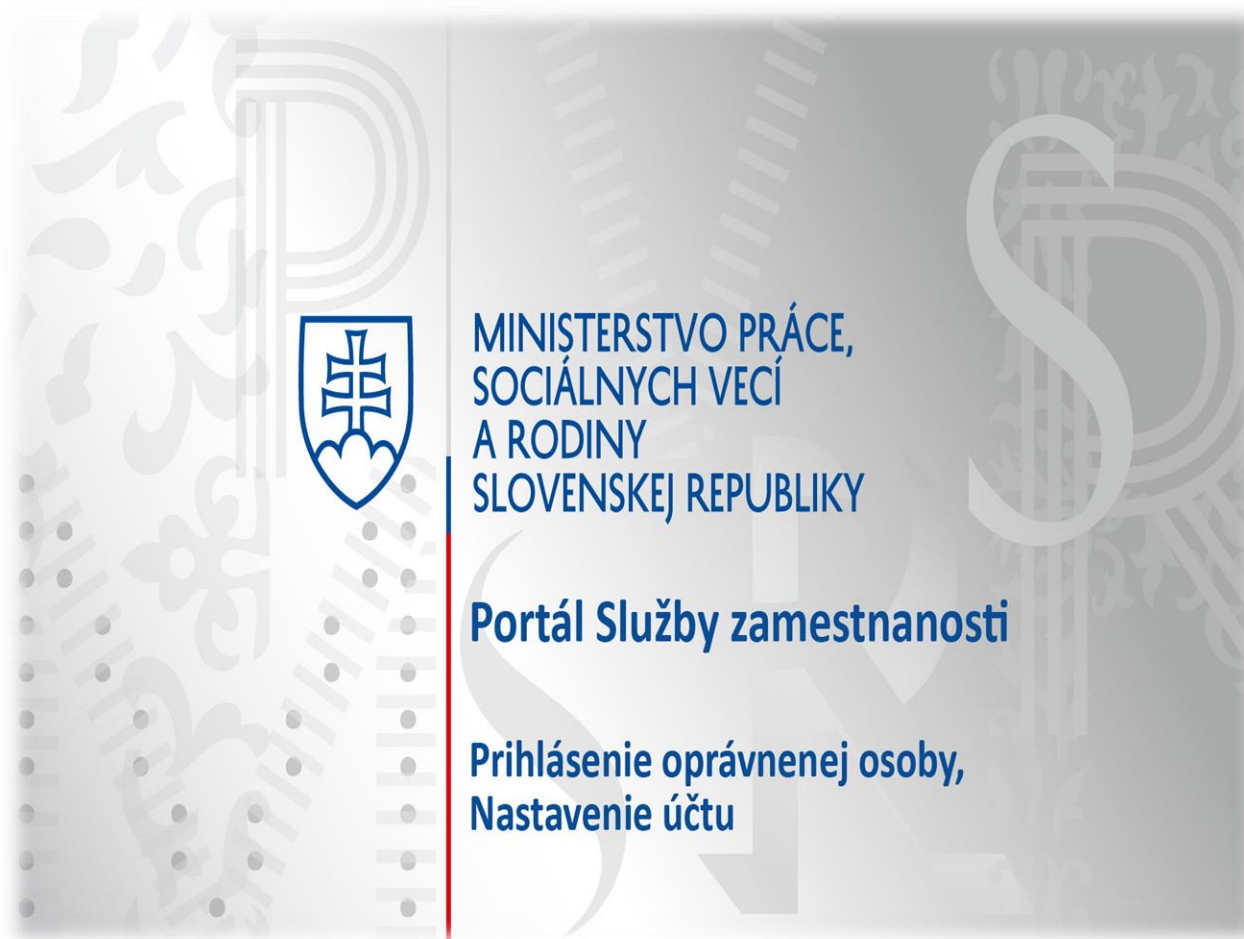 MINISTERSTVO PRÁCE,
SOCIÁLNYCH VECÍ
A RODINY
SLOVENSKEJ REPUBLIKY
Portál Služby zamestnanosti
Prihlásenie oprávnenej osoby,
Nastavenie účtu